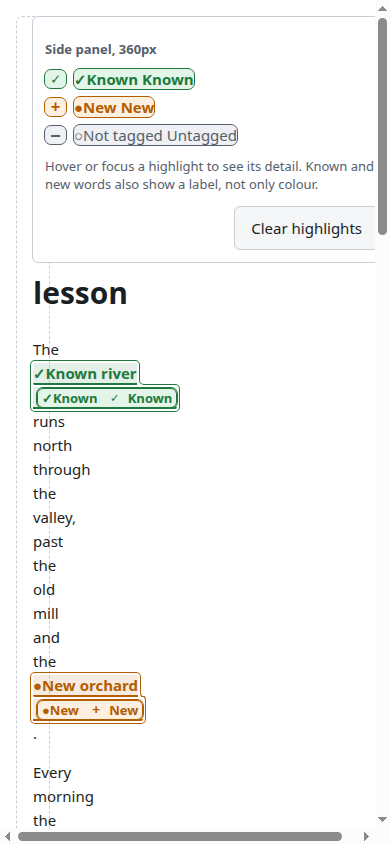 Side panel, 360px
✓ ✓Known Known
+ ●New New
− ○Not tagged Untagged
Hover or focus a highlight to see its detail. Known and
new words also show a label, not only colour.
Clear highlights
lesson
The
✓Known river
✓Known ✓ Known
runs
north
through
the
valley,
past
the
old
mill
and
the
●New orchard
●New + New
.
Every
morning
the